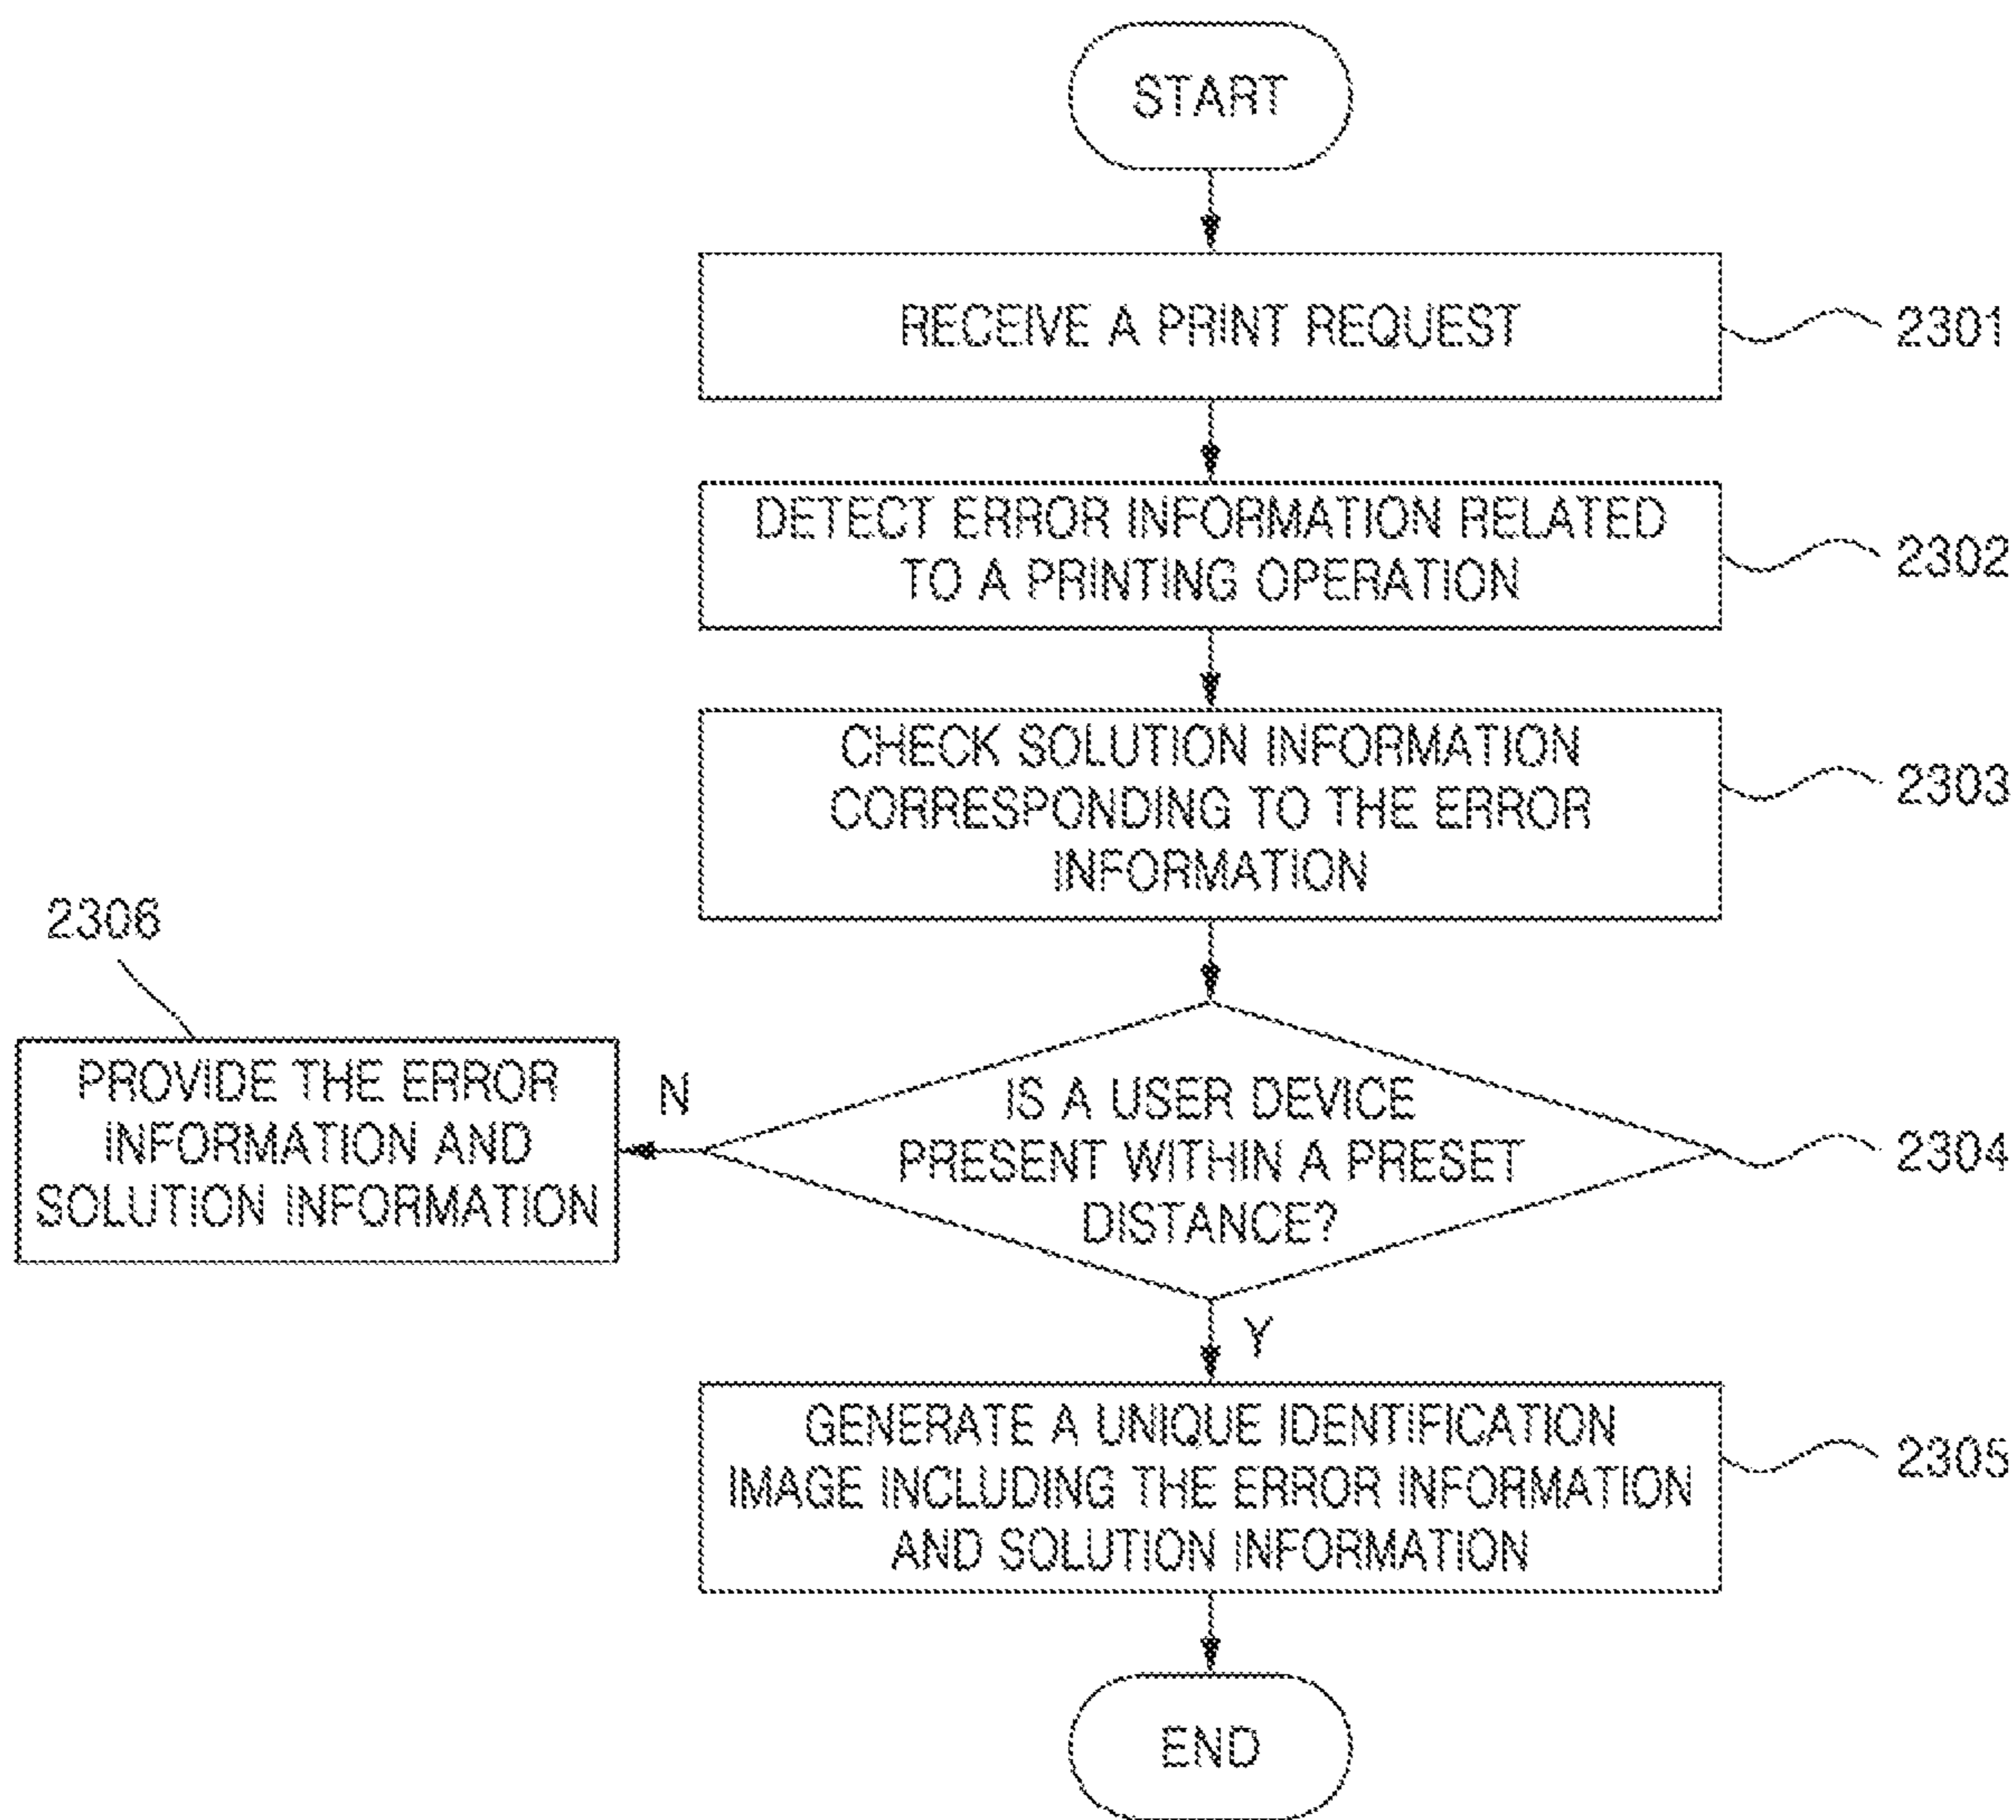 START
RECEIVE A PRINT REQUEST
2301
DETECT ERROR INFORMATION RELATED
TO A PRINTING OPERATION
2302
CHECK SOLUTION INFORMATION
CORRESPONDING TO THE ERROR
INFORMATION
2303
2306
PROVIDE THE ERROR
INFORMATION AND
SOLUTION INFORMATION
N
IS A USER DEVICE
PRESENT WITHIN A PRESET
DISTANCE?
2304
Y
GENERATE A UNIQUE IDENTIFICATION
IMAGE INCLUDING THE ERROR INFORMATION
AND SOLUTION INFORMATION
2305
END